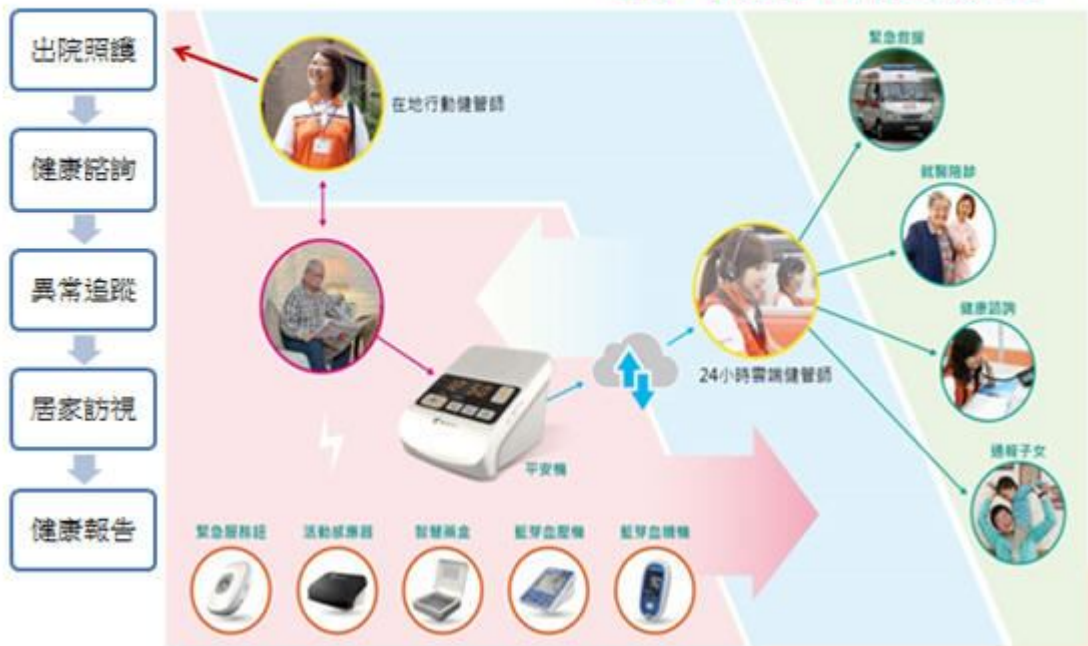 出院照護
健康諮詢
異常追蹤
居家訪視
健康報告
在地行動健管師
緊急救援
就醫陪診
健康諮詢
通報子女
24小時雲端健管師
平安機
緊急服務鈕
活動感應器
智慧藥盒
藍芽血壓機
藍芽血糖機